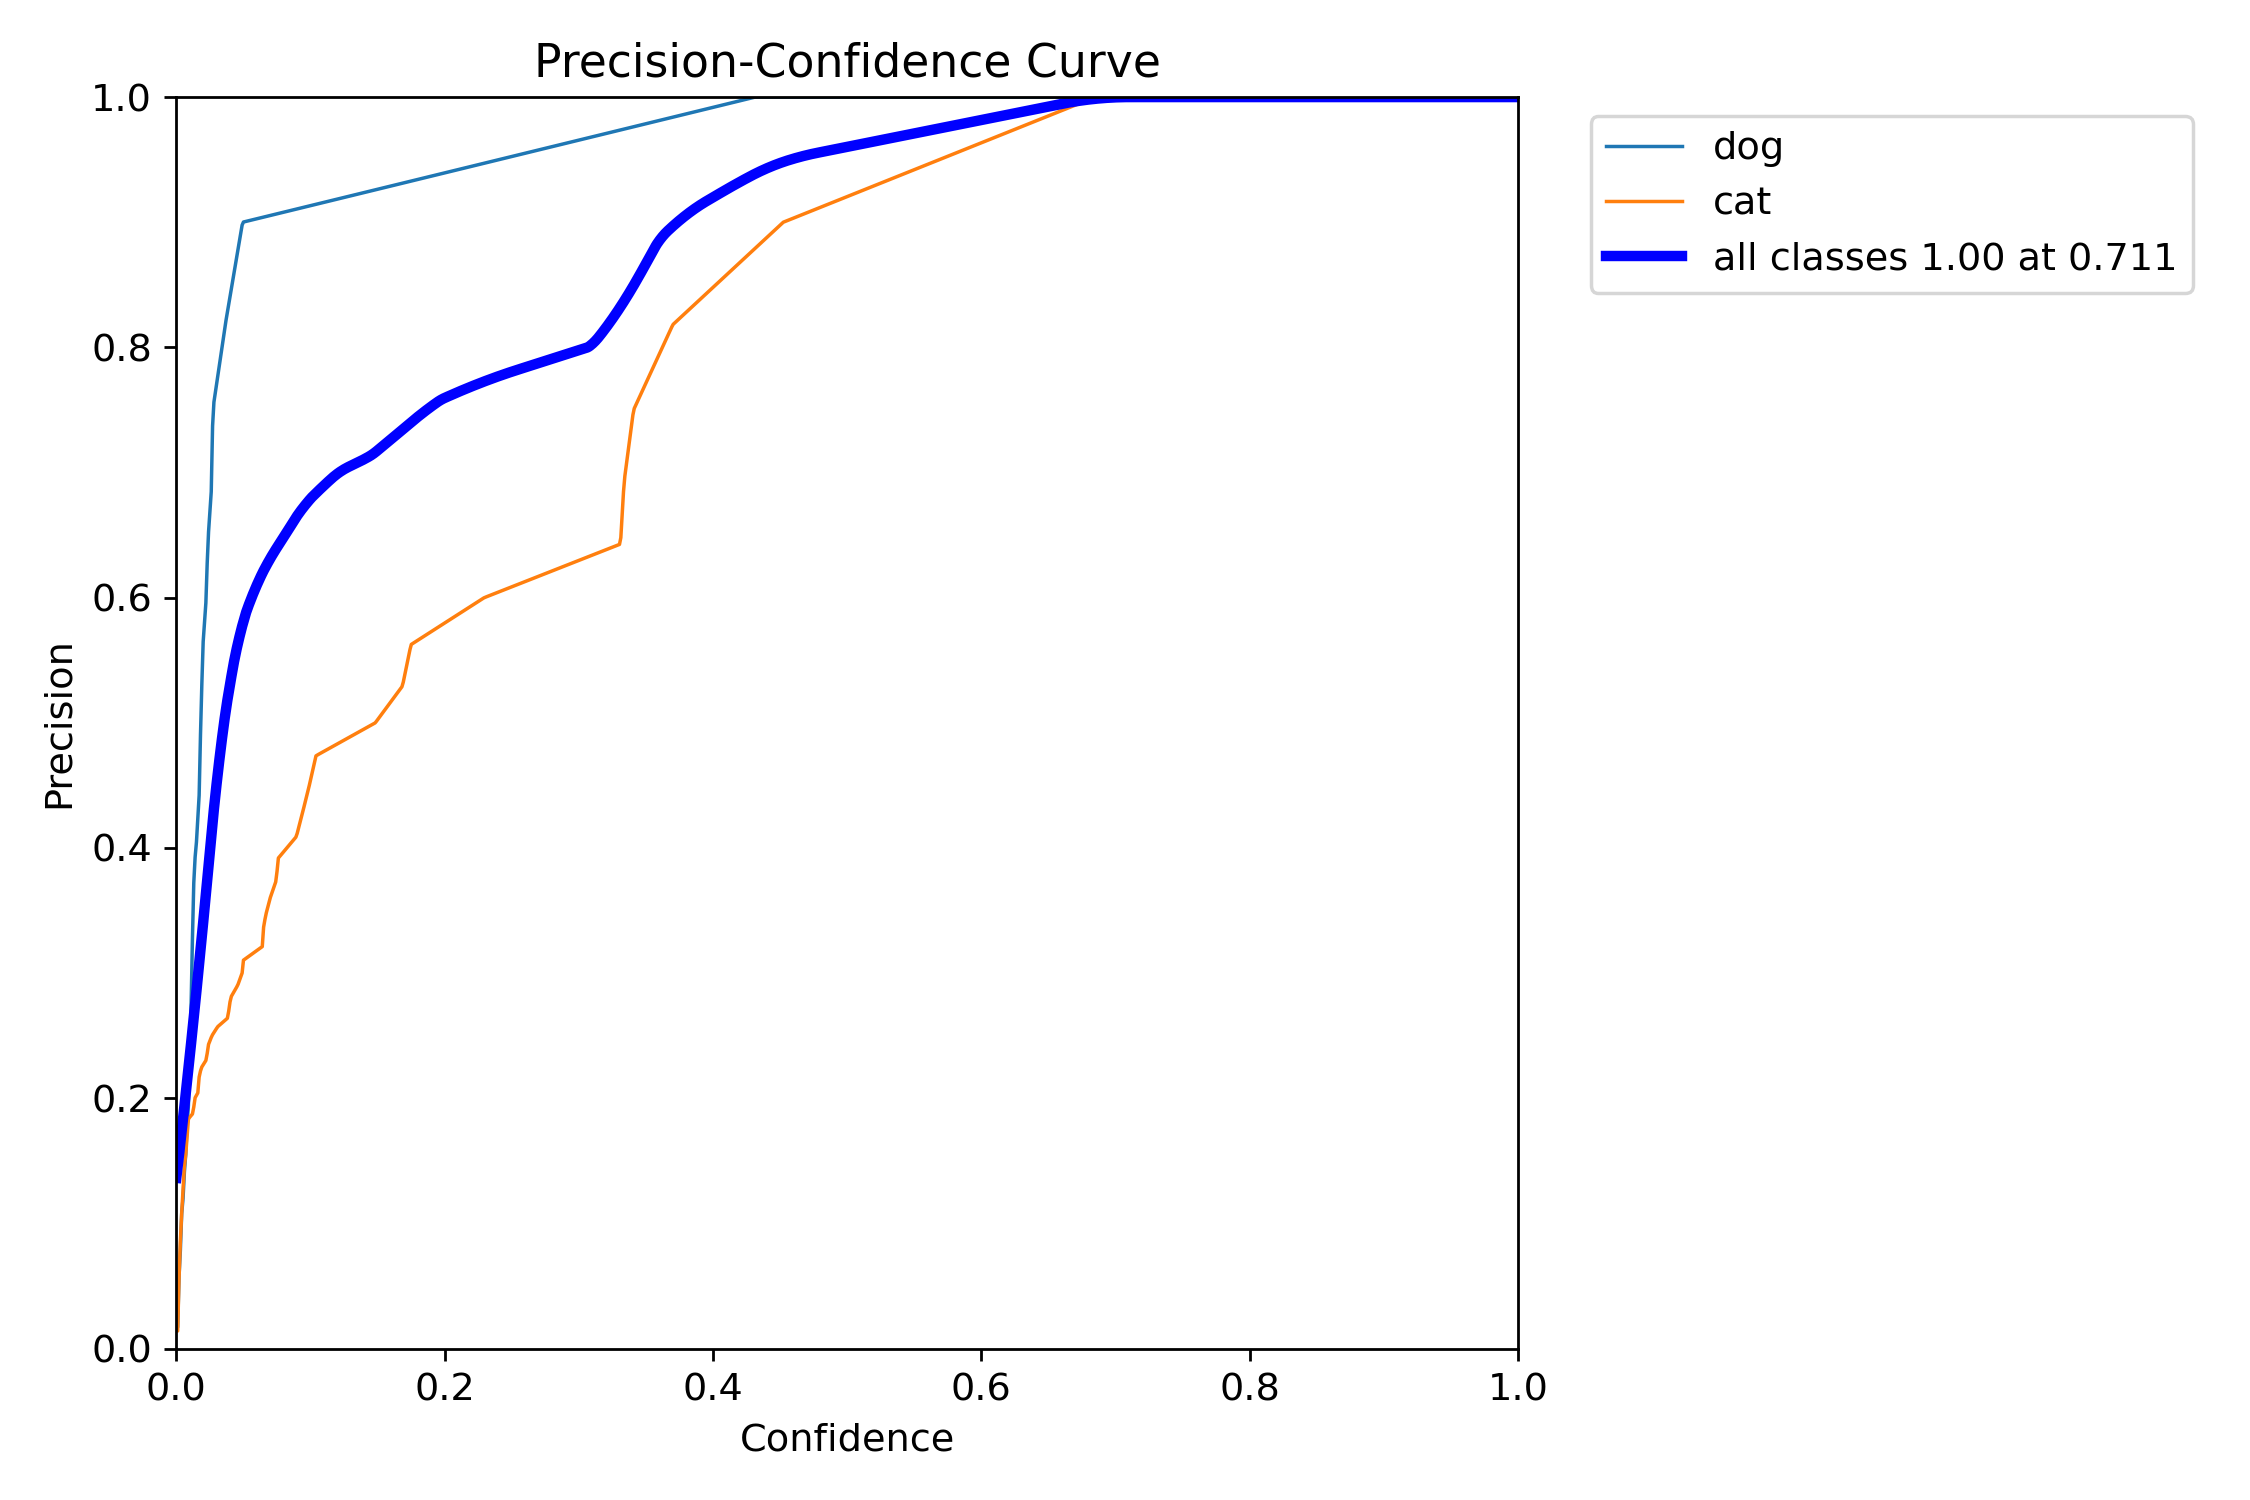 Precision-Confidence Curve
1.0
0.8
0.6
0.4
0.2
0.0
Precision
0.0 0.2 0.4 0.6 0.8 1.0
Confidence
dog
cat
all classes 1.00 at 0.711